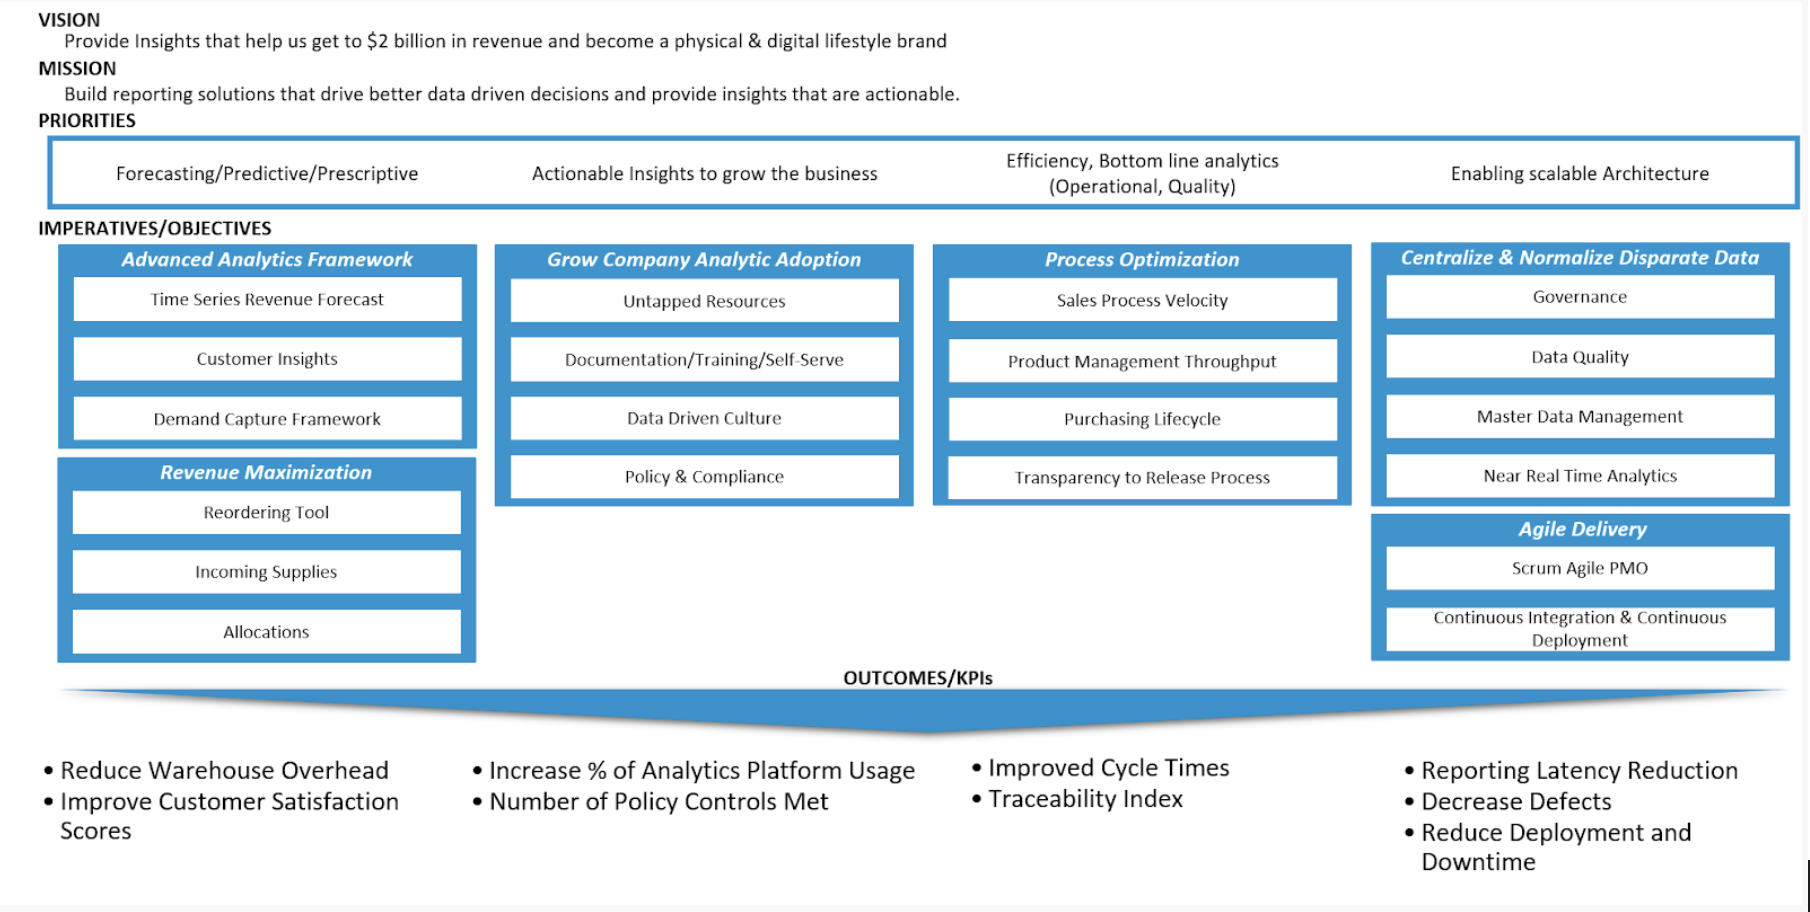 VISION
Provide Insights that help us get to $2 billion in revenue and become a physical & digital lifestyle brand
MISSION
Build reporting solutions that drive better data driven decisions and provide insights that are actionable.
PRIORITIES
Forecasting/Predictive/Prescriptive
Actionable Insights to grow the business
Efficiency, Bottom line analytics
(Operational, Quality)
Enabling scalable Architecture
IMPERATIVES/OBJECTIVES
Advanced Analytics Framework
Time Series Revenue Forecast
Customer Insights
Demand Capture Framework
Revenue Maximization
Reordering Tool
Incoming Supplies
Allocations
Grow Company Analytic Adoption
Untapped Resources
Documentation/Training/Self-Serve
Data Driven Culture
Policy & Compliance
Process Optimization
Sales Process Velocity
Product Management Throughput
Purchasing Lifecycle
Transparency to Release Process
Centralize & Normalize Disparate Data
Governance
Data Quality
Master Data Management
Near Real Time Analytics
Agile Delivery
Scrum Agile PMO
Continuous Integration & Continuous
Deployment
OUTCOMES/KPIs
• Reduce Warehouse Overhead
• Improve Customer Satisfaction
Scores
• Increase % of Analytics Platform Usage
• Number of Policy Controls Met
• Improved Cycle Times
• Traceability Index
• Reporting Latency Reduction
• Decrease Defects
• Reduce Deployment and
Downtime